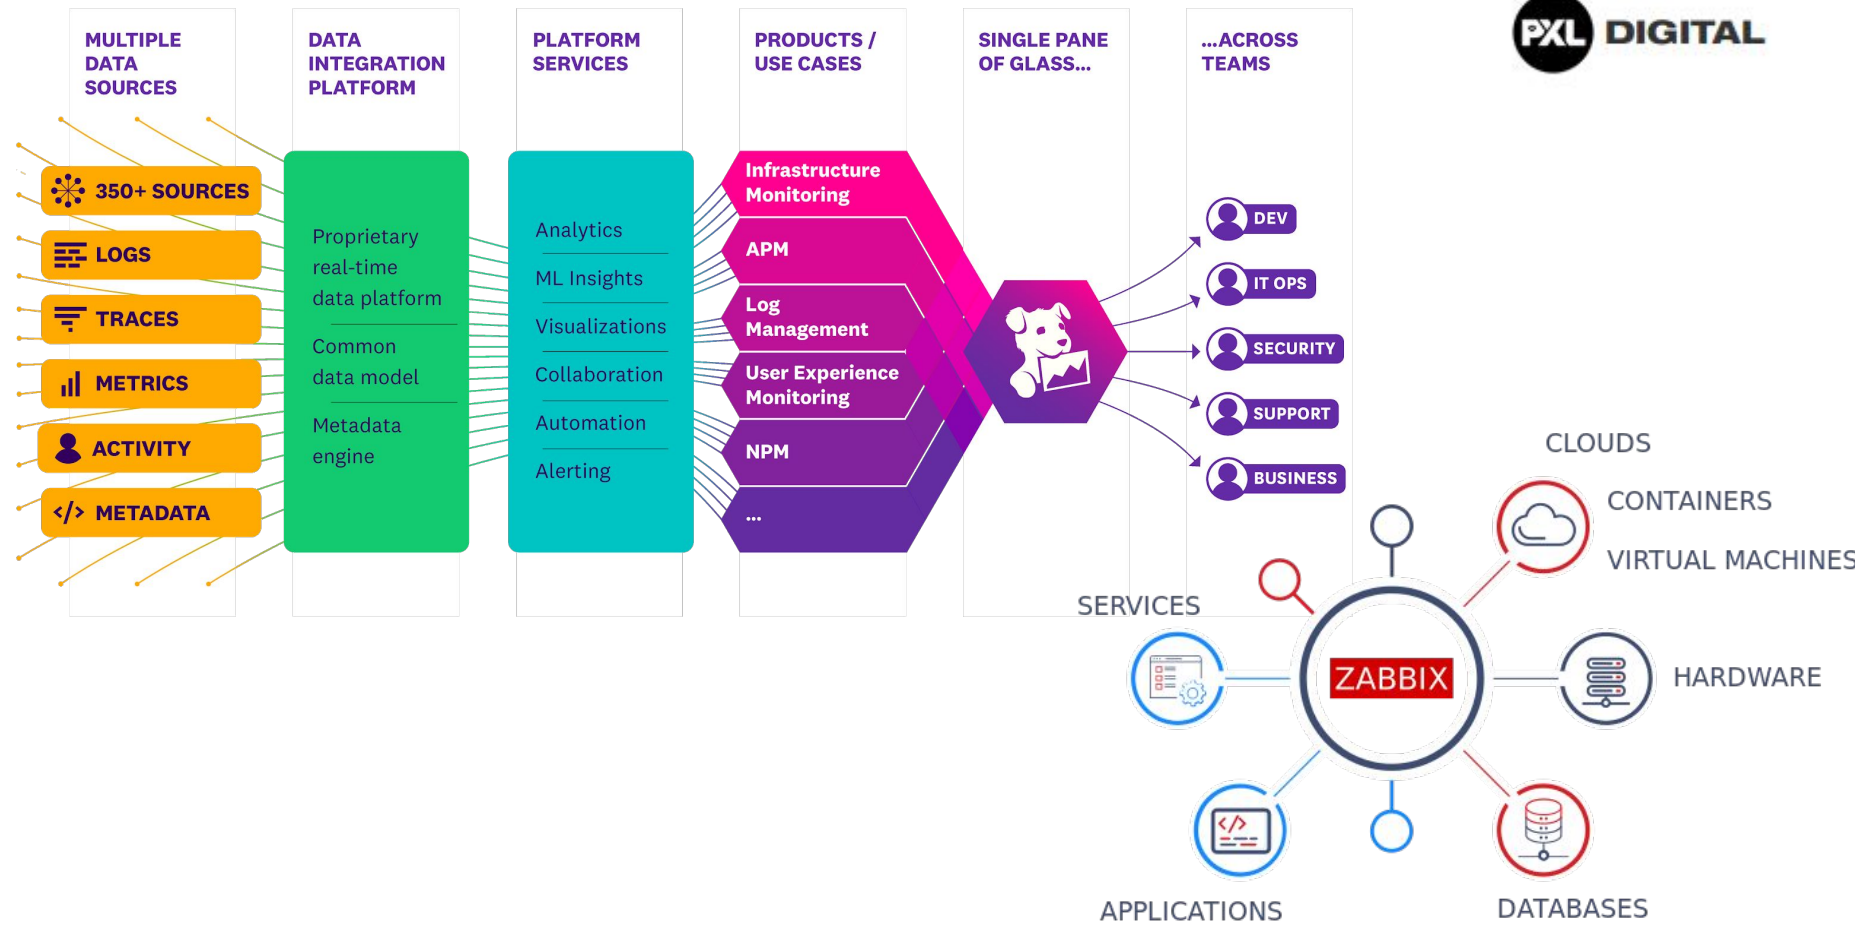 MULTIPLE
DATA
SOURCES
DATA
INTEGRATION
PLATFORM
PLATFORM
SERVICES
PRODUCTS /
USE CASES
SINGLE PANE
OF GLASS...
...ACROSS
TEAMS
PXL DIGITAL
350+ SOURCES
LOGS
TRACES
METRICS
ACTIVITY
</> METADATA
Proprietary
real-time
data platform
Common
data model
Metadata
engine
Analytics
ML Insights
Visualizations
Collaboration
Automation
Alerting
Infrastructure
Monitoring
APM
Log
Management
User Experience
Monitoring
NPM
...
DEV
IT OPS
SECURITY
SUPPORT
BUSINESS
CLOUDS
CONTAINERS
VIRTUAL MACHINES
SERVICES
ZABBIX
HARDWARE
</>
APPLICATIONS
DATABASES